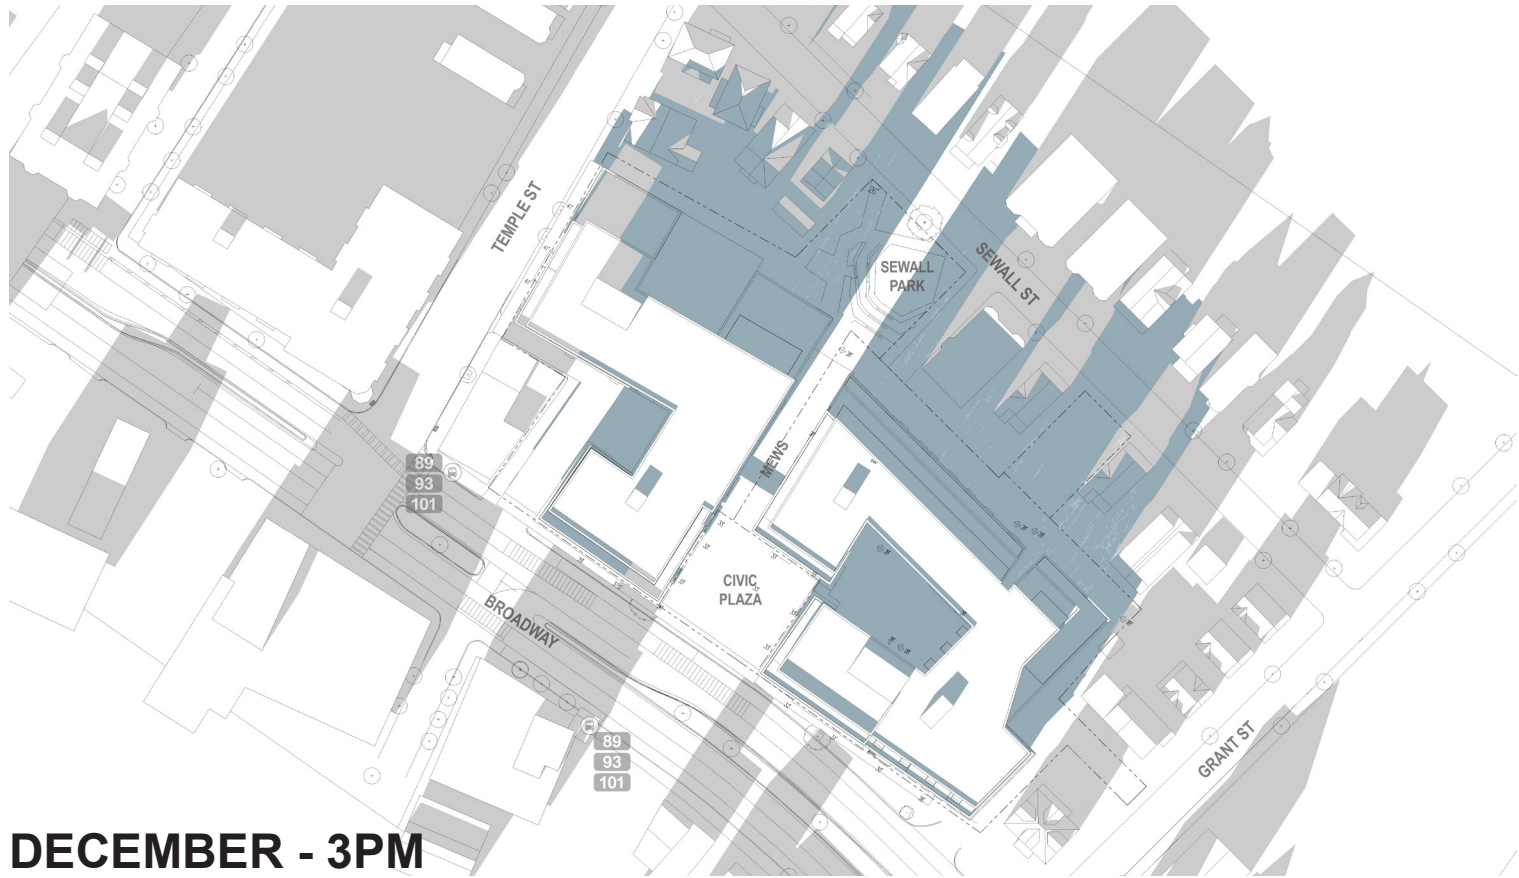 TEMPLE ST
26'
SEWALL
PARK
SEWALL ST
MEWS
89
93
101
CIVIC
PLAZA
BROADWAY
89
93
101
GRANT ST
DECEMBER - 3PM